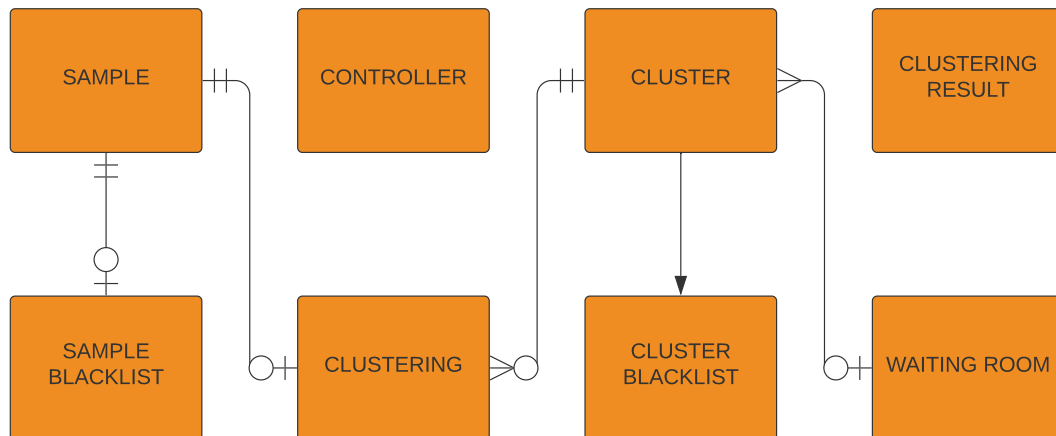 SAMPLE
CONTROLLER
CLUSTER
CLUSTERING
RESULT
SAMPLE
BLACKLIST
CLUSTERING
CLUSTER
BLACKLIST
WAITING ROOM